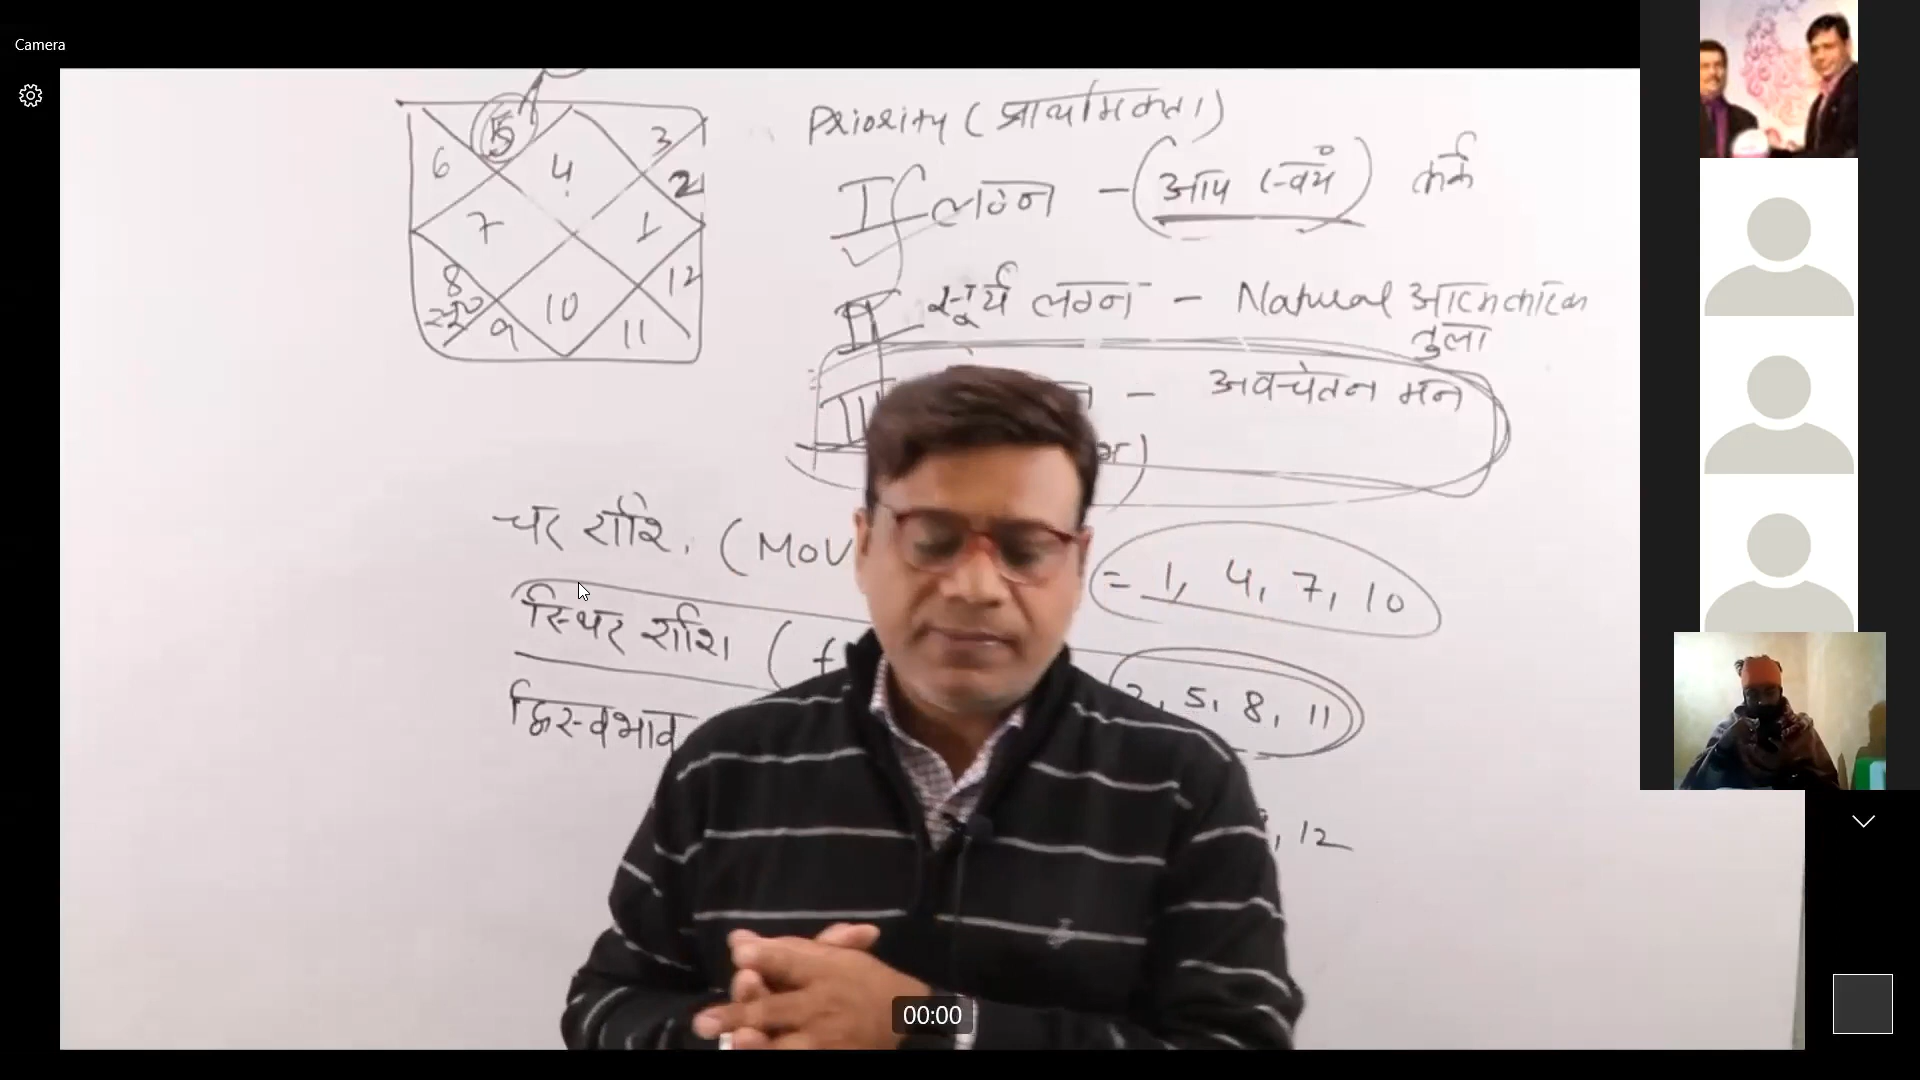 Camera
Priority (प्राथमिकता)
I लग्न – (आप स्वयं) कर्क
II सूर्य लग्न – Natural आत्मकारक
तुला
III – अवचेतन मन
चर राशि. (Mov = 1, 4, 7, 10
स्थिर राशि ( f 2, 5, 8, 11
द्विस्वभाव , 12
5
6 4 3
2
7 1
8 12
10
9 11
00:00